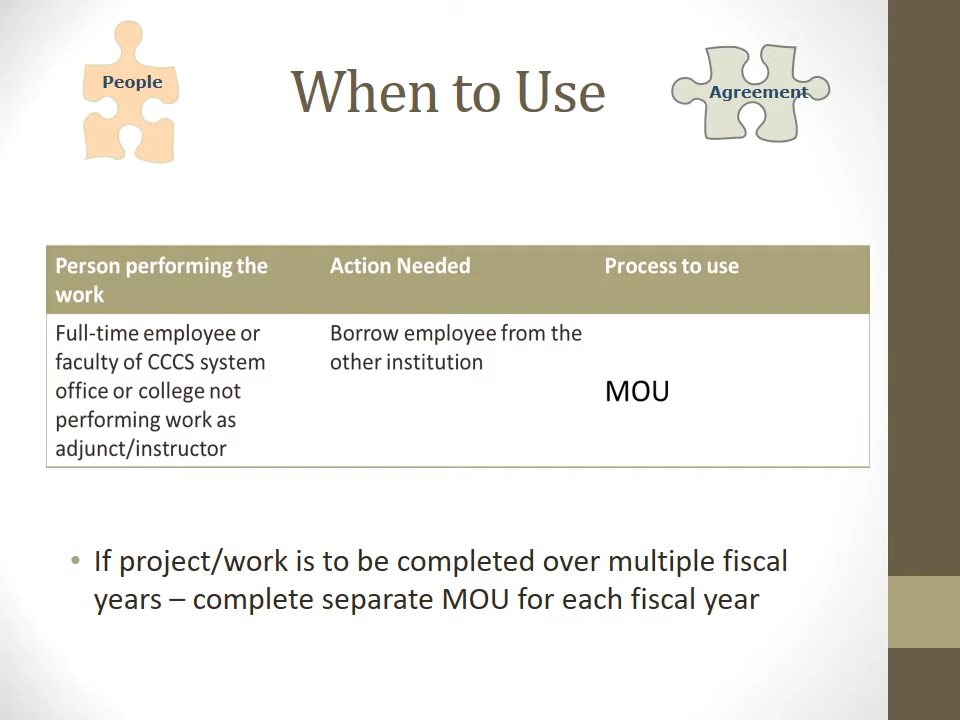 People
When to Use
Agreement
Person performing the
work
Action Needed
Process to use
Full-time employee or
faculty of CCCS system
office or college not
performing work as
adjunct/instructor
Borrow employee from the
other institution
MOU
• If project/work is to be completed over multiple fiscal
years – complete separate MOU for each fiscal year